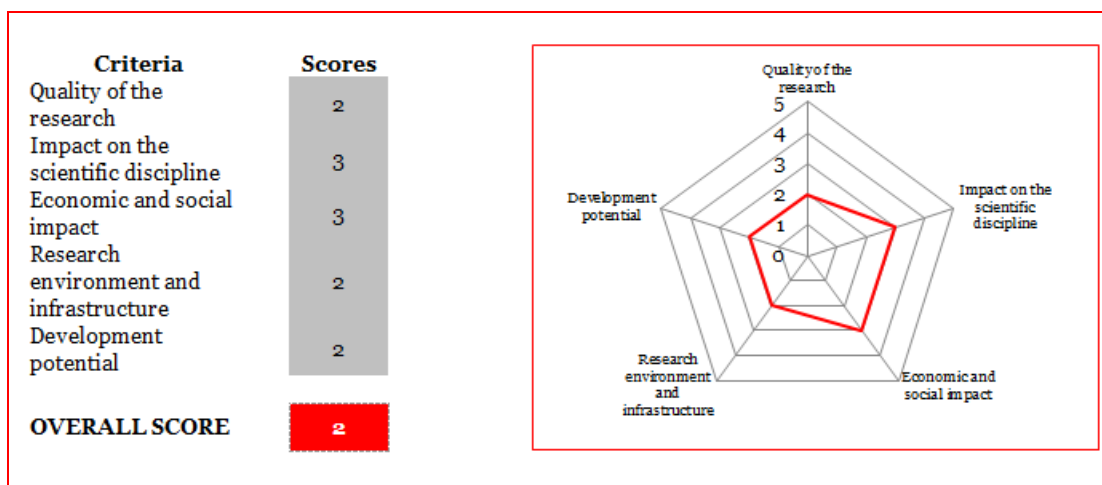 Criteria Scores
Quality of the
research 2
Impact on the
scientific discipline 3
Economic and social
impact 3
Research
environment and
infrastructure 2
Development
potential 2
OVERALL SCORE 2
Quality of the
research
5
4
3
2
1
0
Impact on the
scientific
discipline
Economic and
social impact
Research
environment
and
infrastructure
Development
potential